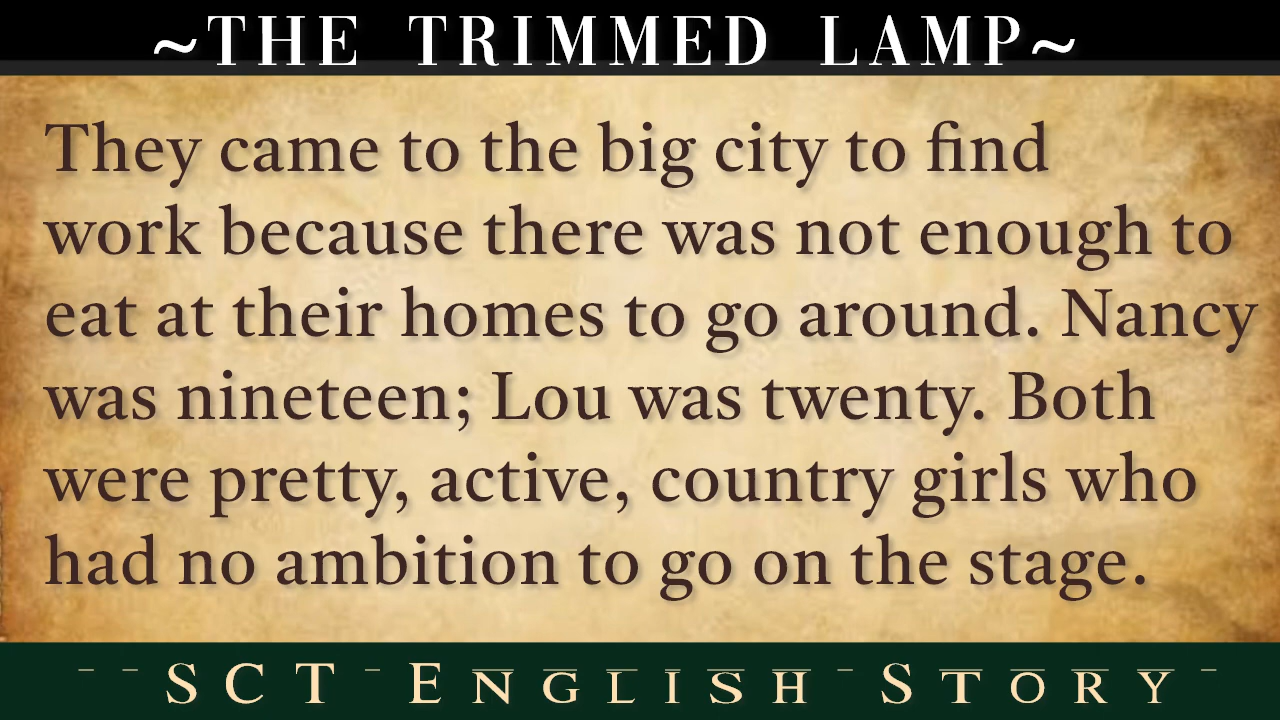 ~THE TRIMMED LAMP~
They came to the big city to find
work because there was not enough to
eat at their homes to go around. Nancy
was nineteen; Lou was twenty. Both
were pretty, active, country girls who
had no ambition to go on the stage.
SCT English Story